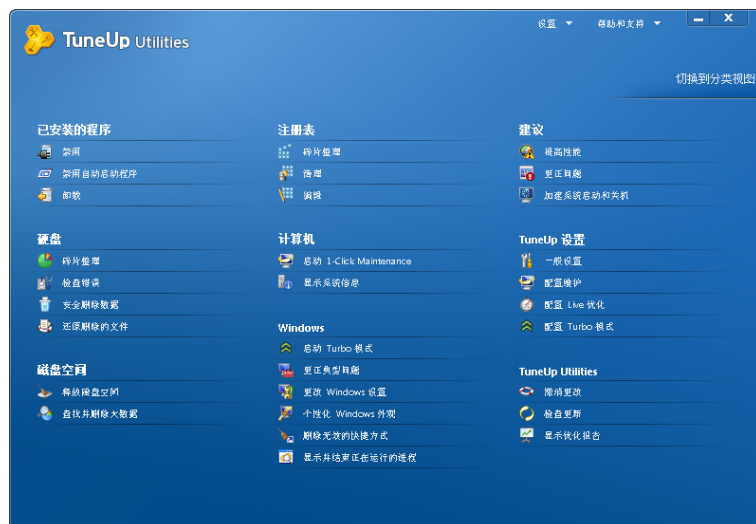 设置
帮助和支持
TuneUp Utilities
切换到分类视图
已安装的程序
禁用
禁用自动启动程序
卸载
硬盘
碎片整理
检查错误
安全删除数据
还原删除的文件
磁盘空间
释放磁盘空间
查找并删除大数据
注册表
碎片整理
清理
编辑
计算机
启动 1-Click Maintenance
显示系统信息
Windows
启动 Turbo 模式
更正典型问题
更改 Windows 设置
个性化 Windows 外观
删除无效的快捷方式
显示并结束正在运行的进程
建议
提高性能
更正问题
加速系统启动和关机
TuneUp 设置
一般设置
配置维护
配置 Live 优化
配置 Turbo 模式
TuneUp Utilities
撤消更改
检查更新
显示优化报告